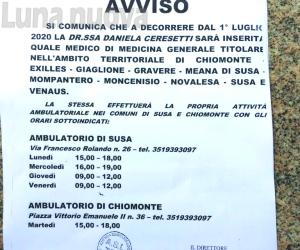 Luna nuova
AVVISO
SI COMUNICA CHE A DECORRERE DAL 1° LUGLIO
2020 LA DR.SSA DANIELA CERESETTI SARÀ INSERITA
QUALE MEDICO DI MEDICINA GENERALE TITOLARE
NELL'AMBITO TERRITORIALE DI CHIOMONTE -
EXILLES - GIAGLIONE - GRAVERE - MEANA DI SUSA -
MOMPANTERO - MONCENISIO - NOVALESA - SUSA E
VENAUS.
LA STESSA EFFETTUERÀ LA PROPRIA ATTIVITÀ
AMBULATORIALE NEI COMUNI DI SUSA E CHIOMONTE CON GLI
ORARI SOTTOINDICATI:
AMBULATORIO DI SUSA
Via Francesco Rolando n. 26 – tel. 3519393097
Lunedì 15,00 - 18,00
Mercoledì 16,00 - 19,00
Giovedì 09,00 - 12,00
Venerdì 09,00 - 12,00
AMBULATORIO DI CHIOMONTE
Piazza Vittorio Emanuele II n. 36 – tel. 3519393097
Martedì 15,00 - 18,00
A.S.L.
IL DIRETTORE